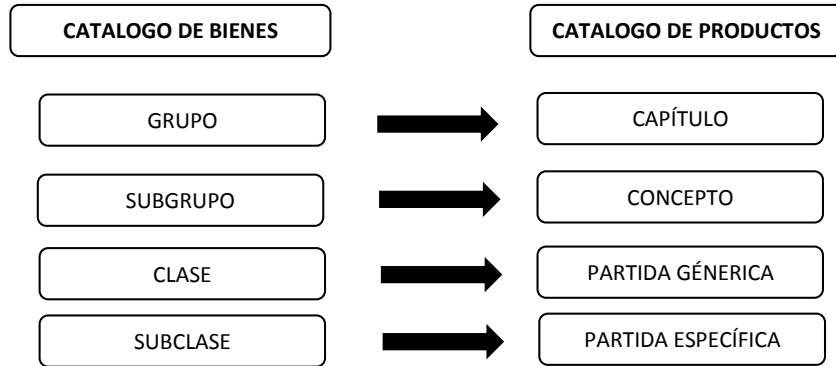 CATALOGO DE BIENES
CATALOGO DE PRODUCTOS
GRUPO
CAPÍTULO
SUBGRUPO
CONCEPTO
CLASE
PARTIDA GÉNERICA
SUBCLASE
PARTIDA ESPECÍFICA